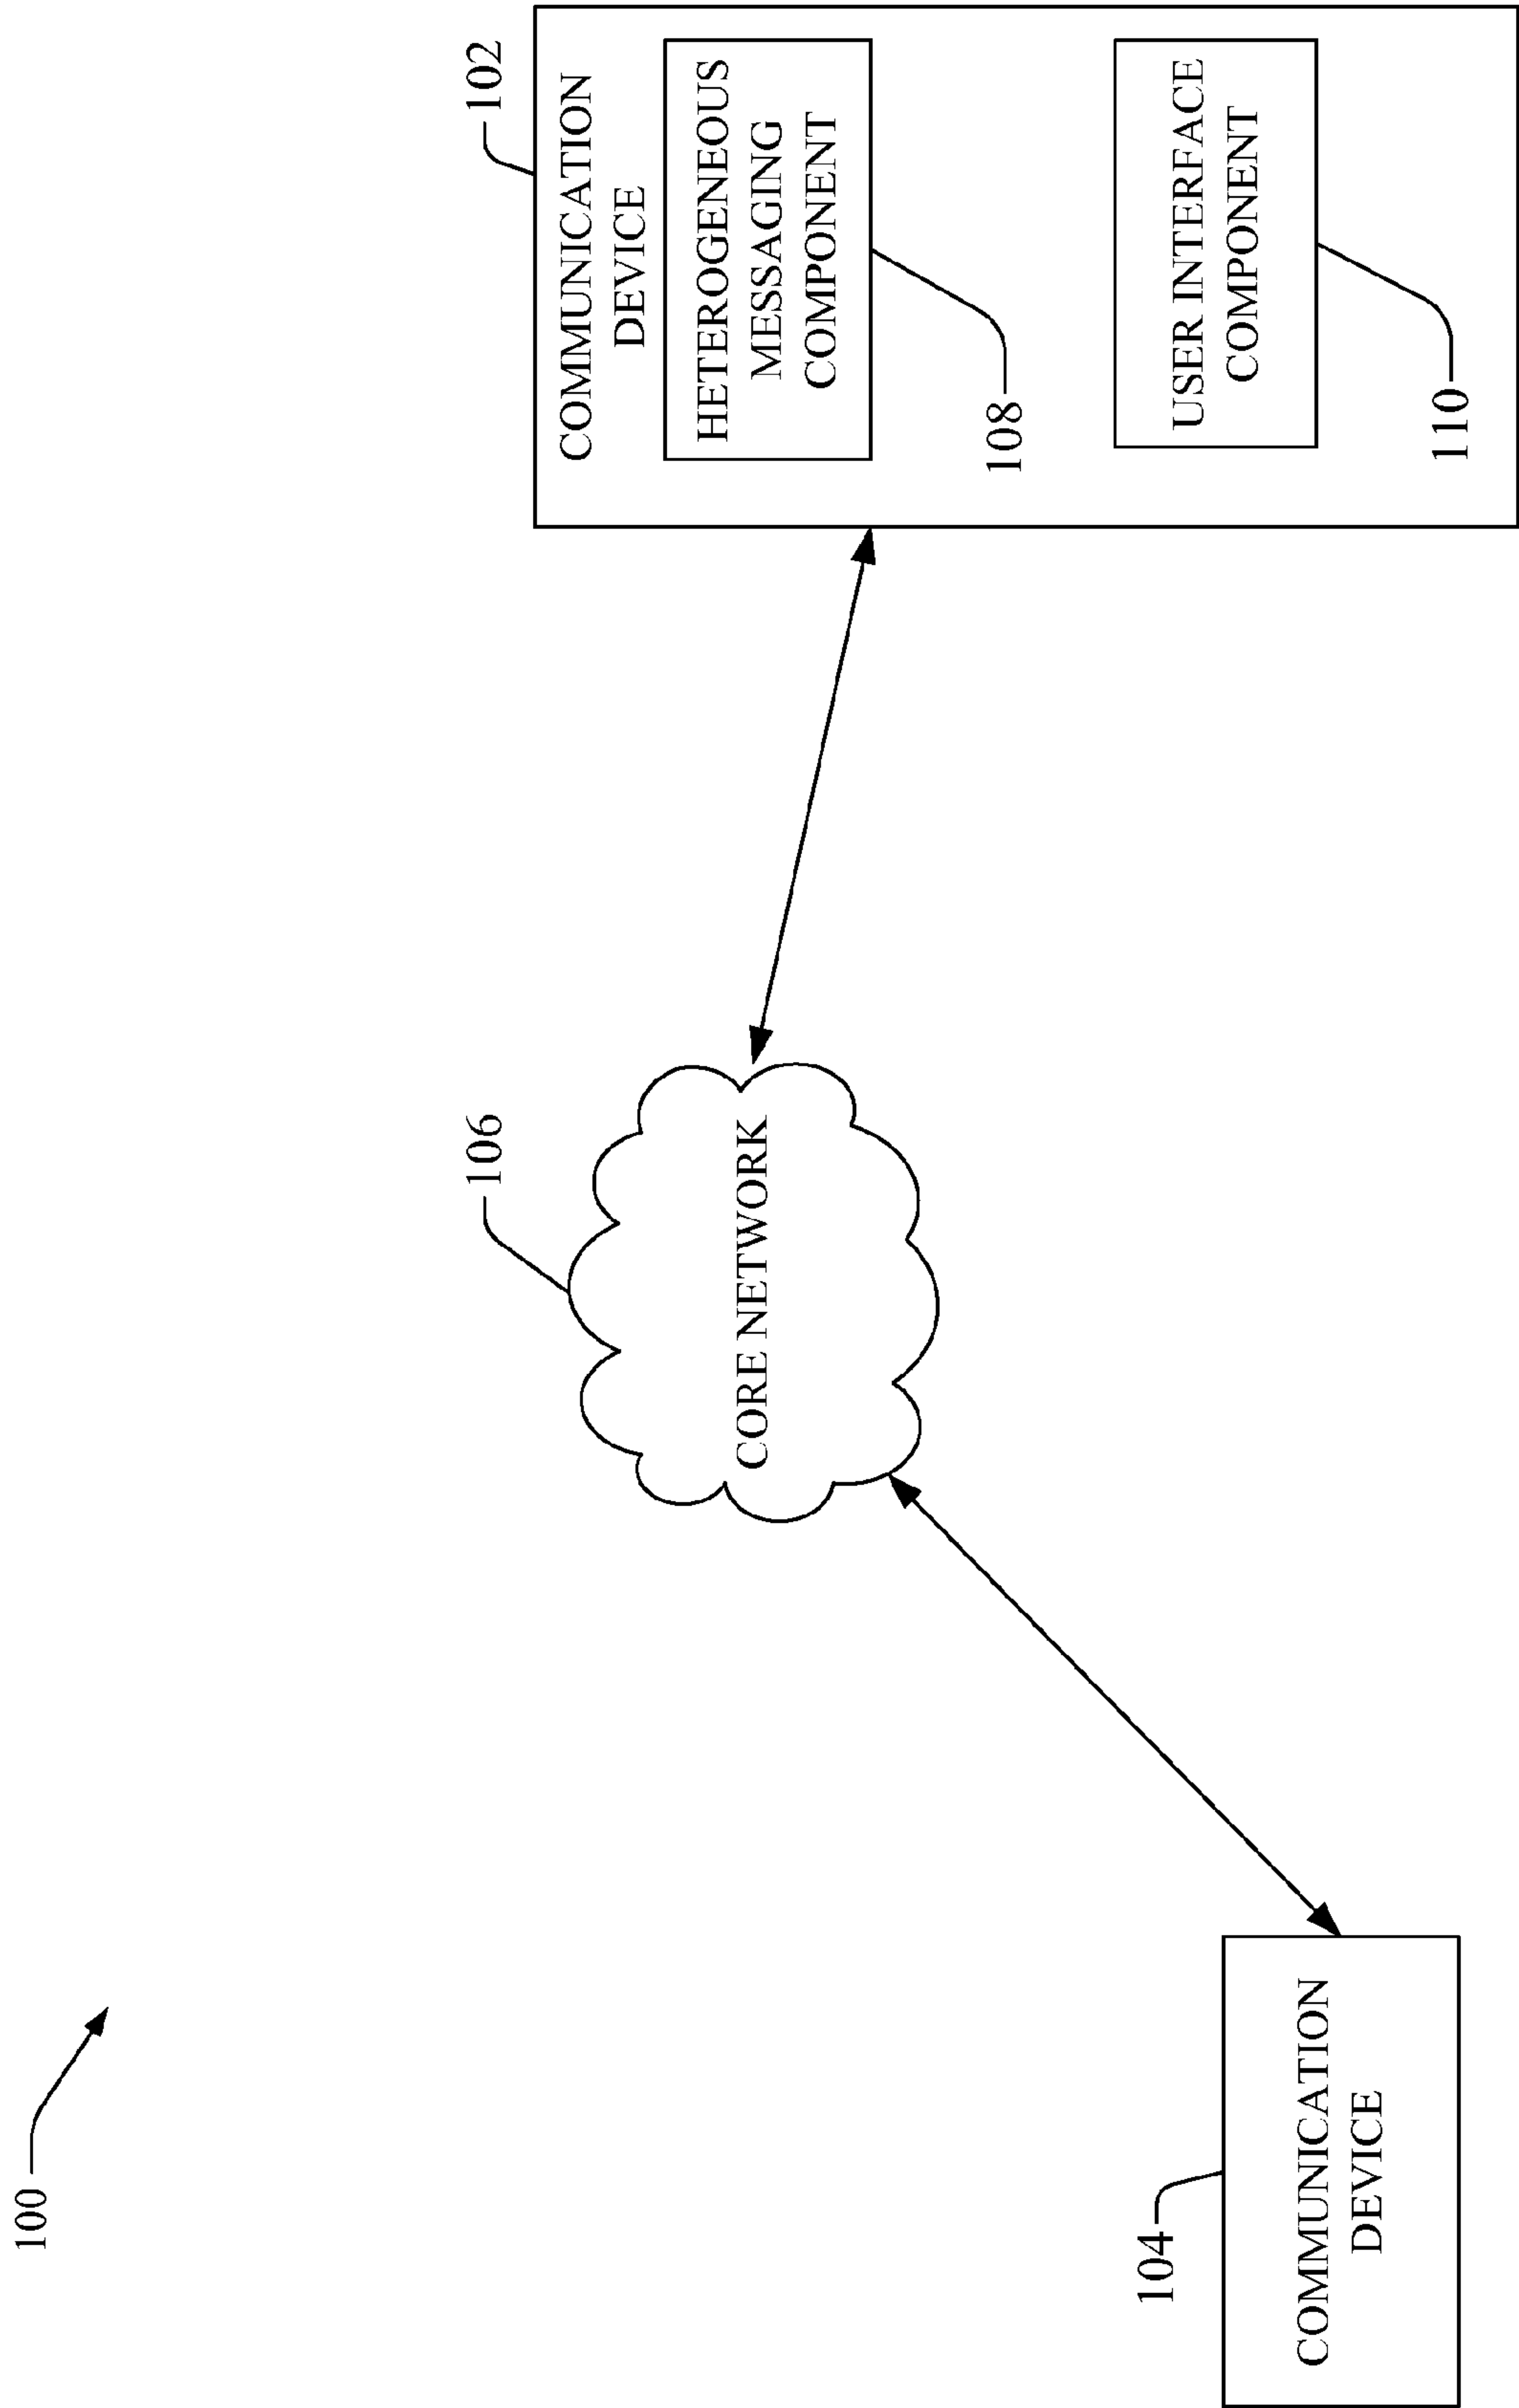 100
102
COMMUNICATION
DEVICE
HETEROGENEOUS
MESSAGING
COMPONENT
108
USER INTERFACE
COMPONENT
110
106
CORE NETWORK
104
COMMUNICATION
DEVICE